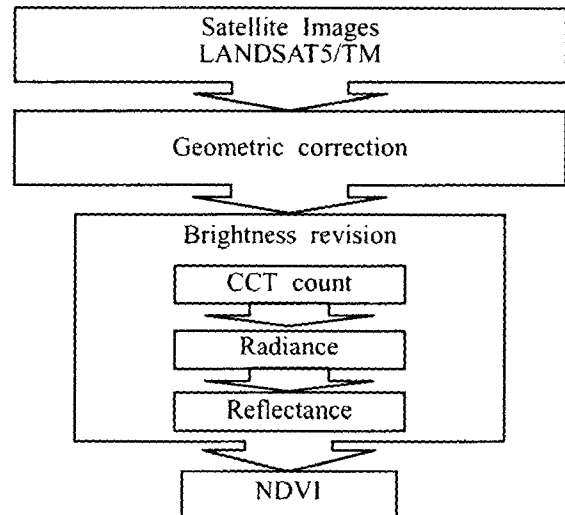 Satellite Images
LANDSAT5/TM
Geometric correction
Brightness revision
CCT count
Radiance
Reflectance
NDVI